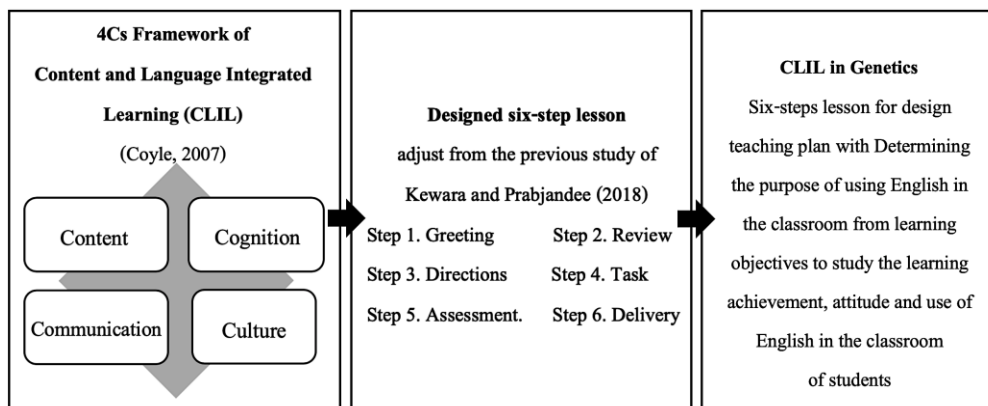 4Cs Framework of
Content and Language Integrated
Learning (CLIL)
(Coyle, 2007)
Content
Cognition
Communication
Culture
Designed six-step lesson
adjust from the previous study of
Kewara and Prabjandee (2018)
Step 1. Greeting Step 2. Review
Step 3. Directions Step 4. Task
Step 5. Assessment. Step 6. Delivery
CLIL in Genetics
Six-steps lesson for design
teaching plan with Determining
the purpose of using English in
the classroom from learning
objectives to study the learning
achievement, attitude and use of
English in the classroom
of students